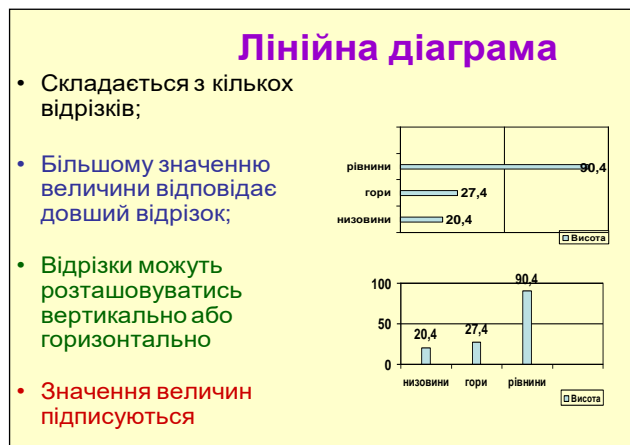 Лінійна діаграма
• Складається з кількох
відрізків;
• Більшому значенню
величини відповідає
довший відрізок;
• Відрізки можуть
розташовуватись
вертикально або
горизонтально
• Значення величин
підписуються
рівнини 90,4
гори 27,4
низовини 20,4
Висота
100
50
0
20,4 27,4 90,4
низовини гори рівнини
Висота